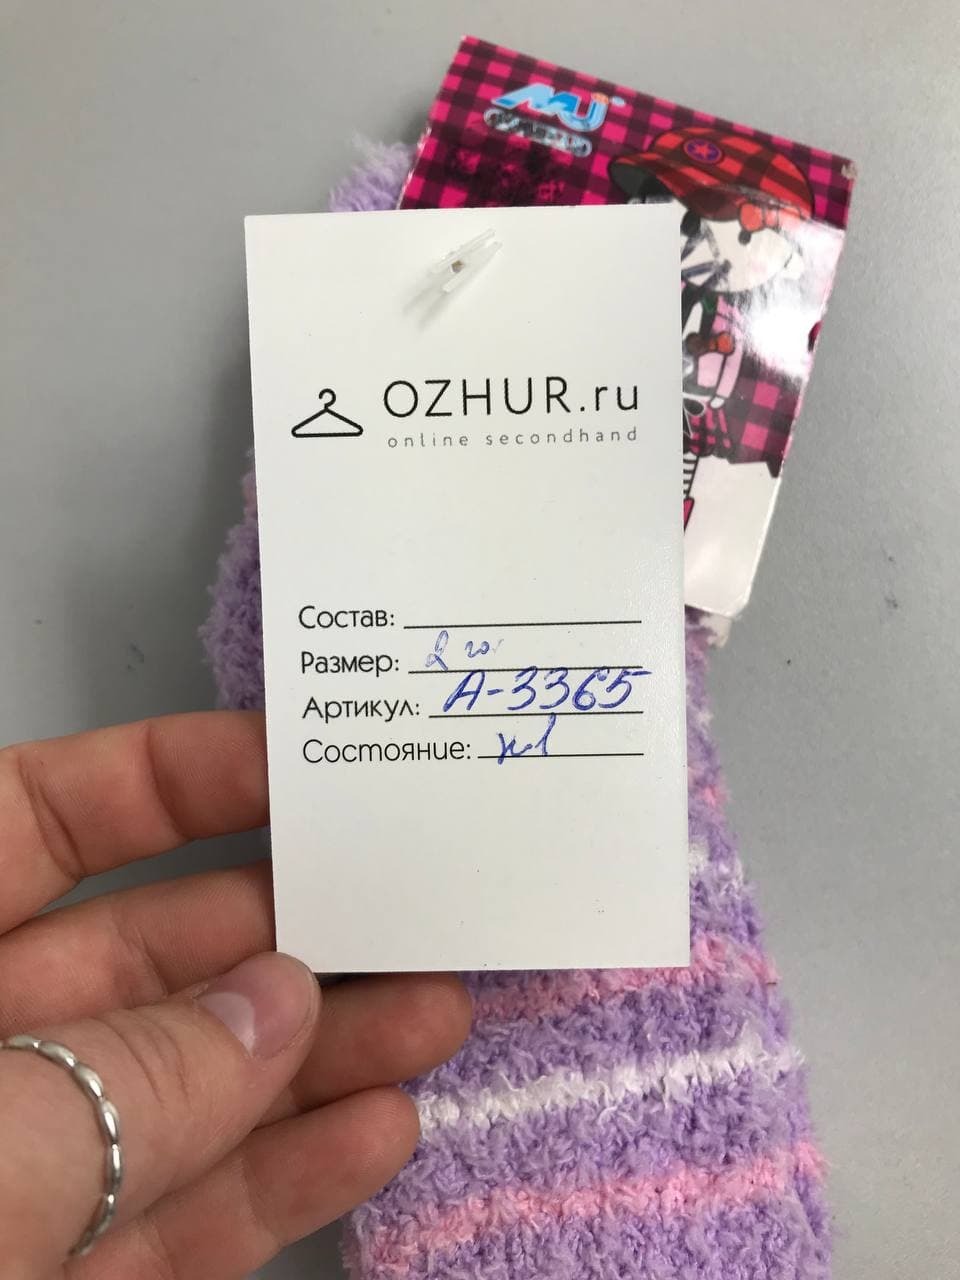 OZHUR.ru
online secondhand
Состав:
Размер: 2
Артикул: А-3365
Состояние: